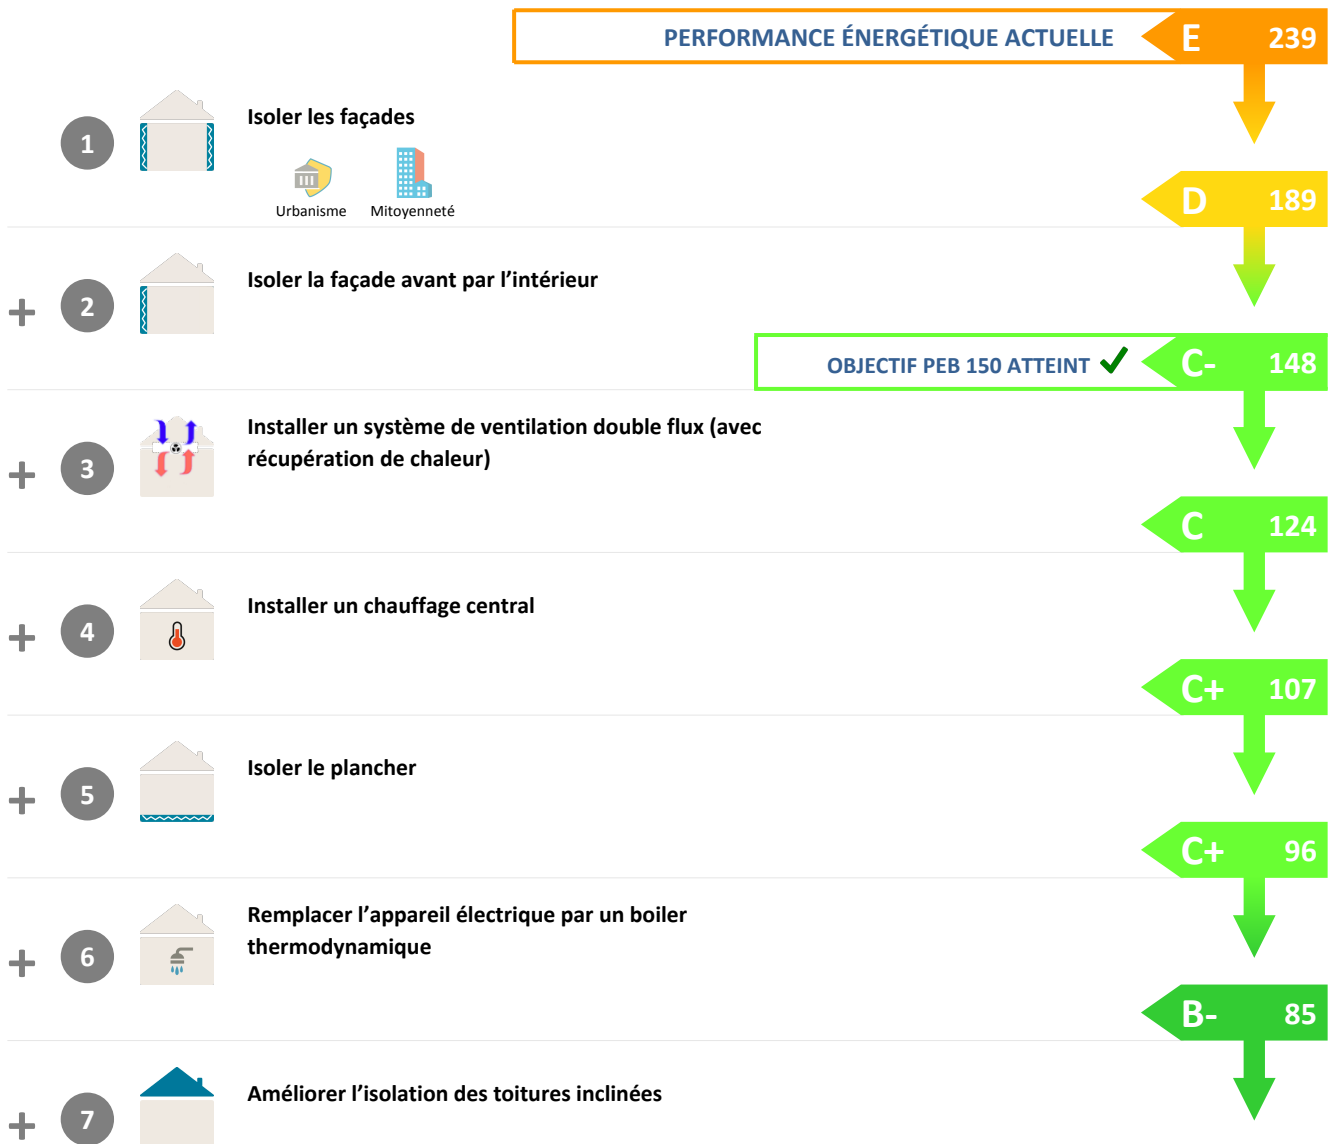 PERFORMANCE ÉNERGÉTIQUE ACTUELLE
E 239
1
Isoler les façades
Urbanisme Mitoyenneté
D 189
+ 2
Isoler la façade avant par l’intérieur
OBJECTIF PEB 150 ATTEINT ✔
C- 148
+ 3
Installer un système de ventilation double flux (avec
récupération de chaleur)
C 124
+ 4
Installer un chauffage central
C+ 107
+ 5
Isoler le plancher
C+ 96
+ 6
Remplacer l’appareil électrique par un boiler
thermodynamique
B- 85
+ 7
Améliorer l’isolation des toitures inclinées